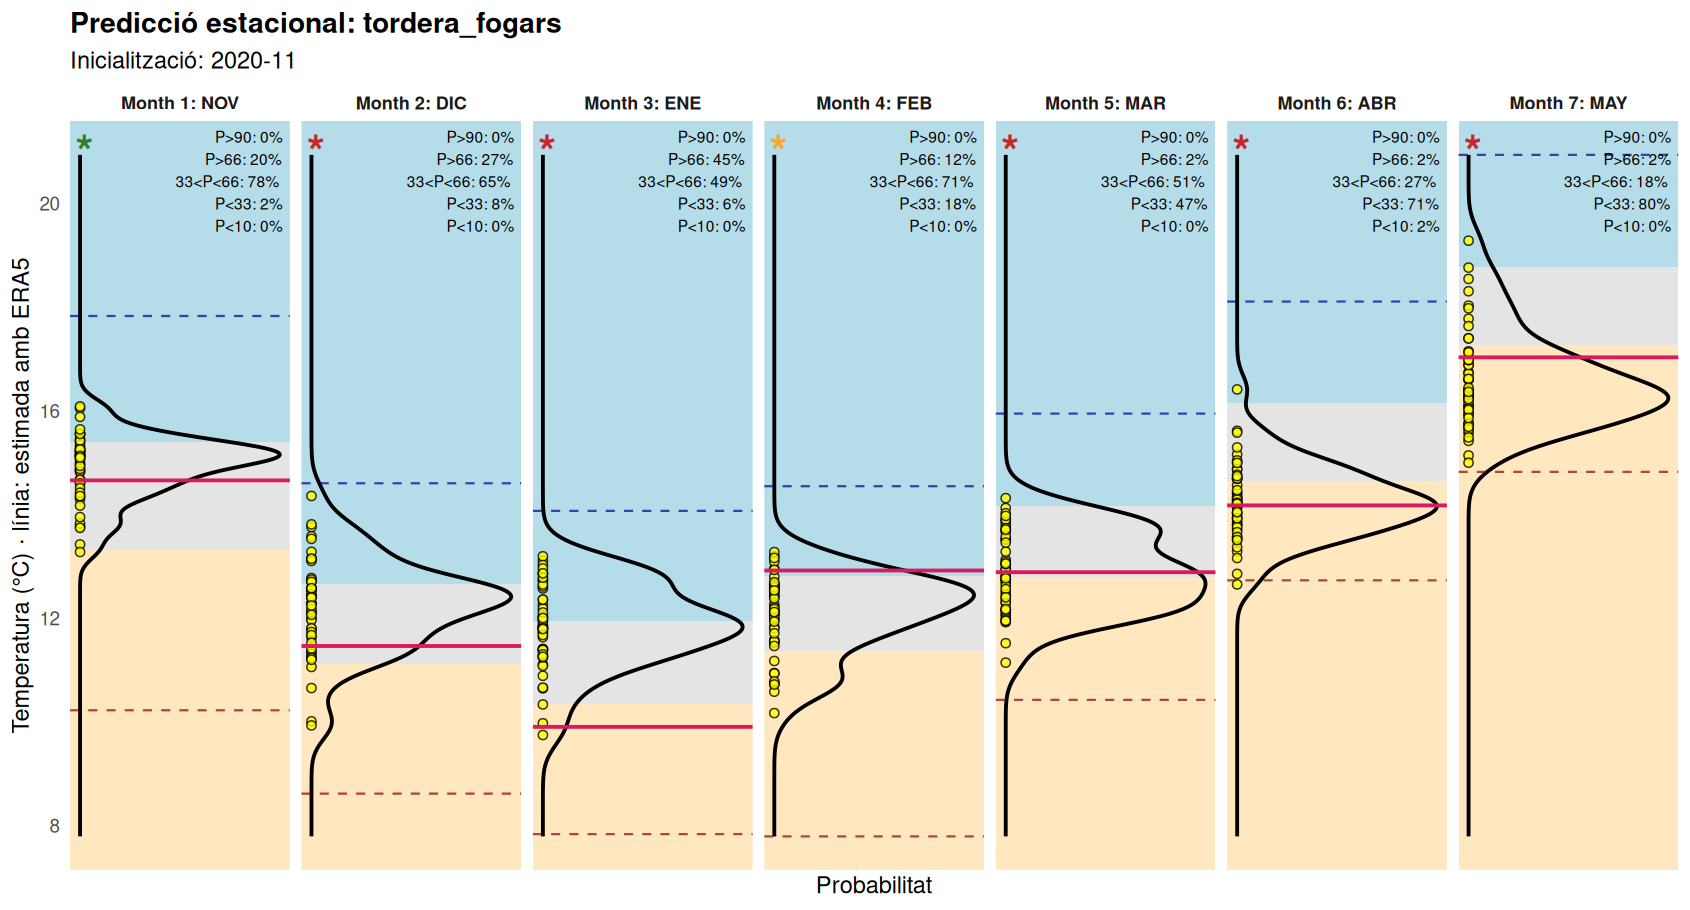 Predicció estacional: tordera_fogars
Inicialització: 2020-11
Month 1: NOV
Month 2: DIC
Month 3: ENE
Month 4: FEB
Month 5: MAR
Month 6: ABR
Month 7: MAY
*
P>90: 0%
P>66: 20%
33<P<66: 78%
P<33: 2%
P<10: 0%
*
P>90: 0%
P>66: 27%
33<P<66: 65%
P<33: 8%
P<10: 0%
*
P>90: 0%
P>66: 45%
33<P<66: 49%
P<33: 6%
P<10: 0%
*
P>90: 0%
P>66: 12%
33<P<66: 71%
P<33: 18%
P<10: 0%
*
P>90: 0%
P>66: 2%
33<P<66: 51%
P<33: 47%
P<10: 0%
*
P>90: 0%
P>66: 2%
33<P<66: 27%
P<33: 71%
P<10: 2%
*
P>90: 0%
P>66: 2%
33<P<66: 18%
P<33: 80%
P<10: 0%
20
16
12
8
Temperatura (°C) · línia: estimada amb ERA5
Probabilitat